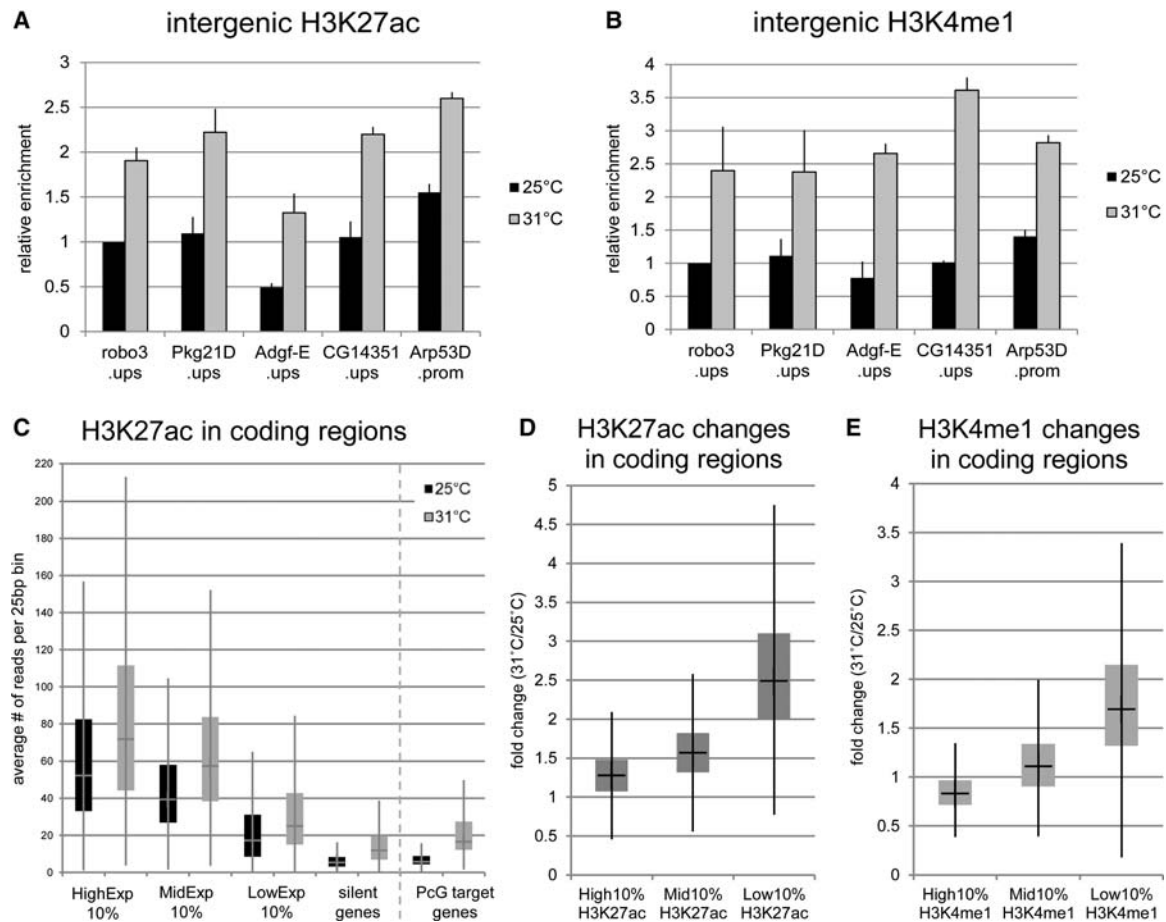 A
intergenic H3K27ac
3
2.5
2
1.5
1
0.5
0
relative enrichment
robo3
.ups
Pkg21D
.ups
Adgf-E
.ups
CG14351
.ups
Arp53D
.prom
25°C
31°C
B
intergenic H3K4me1
4
3.5
3
2.5
2
1.5
1
0.5
0
relative enrichment
robo3
.ups
Pkg21D
.ups
Adgf-E
.ups
CG14351
.ups
Arp53D
.prom
25°C
31°C
C
H3K27ac in coding regions
220
200
180
160
140
120
100
80
60
40
20
0
average # of reads per 25bp bin
25°C
31°C
HighExp
10%
MidExp
10%
LowExp
10%
silent
genes
PcG target
genes
D
H3K27ac changes
in coding regions
5
4.5
4
3.5
3
2.5
2
1.5
1
0.5
0
fold change (31˚C/25˚C)
High10%
H3K27ac
Mid10%
H3K27ac
Low10%
H3K27ac
E
H3K4me1 changes
in coding regions
4
3.5
3
2.5
2
1.5
1
0.5
0
fold change (31˚C/25˚C)
High10%
H3K4me1
Mid10%
H3K4me1
Low10%
H3K4me1